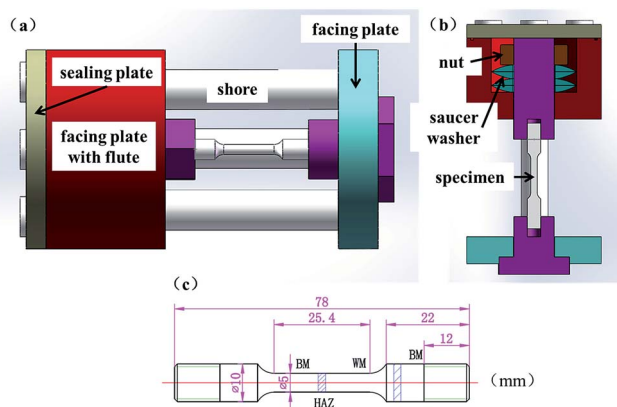 (a)
facing plate
sealing plate
shore
facing plate
with flute
(b)
nut
saucer
washer
specimen
(c)
78
25.4
22
12
BM
WM
BM
ø10
ø5
HAZ
(mm)